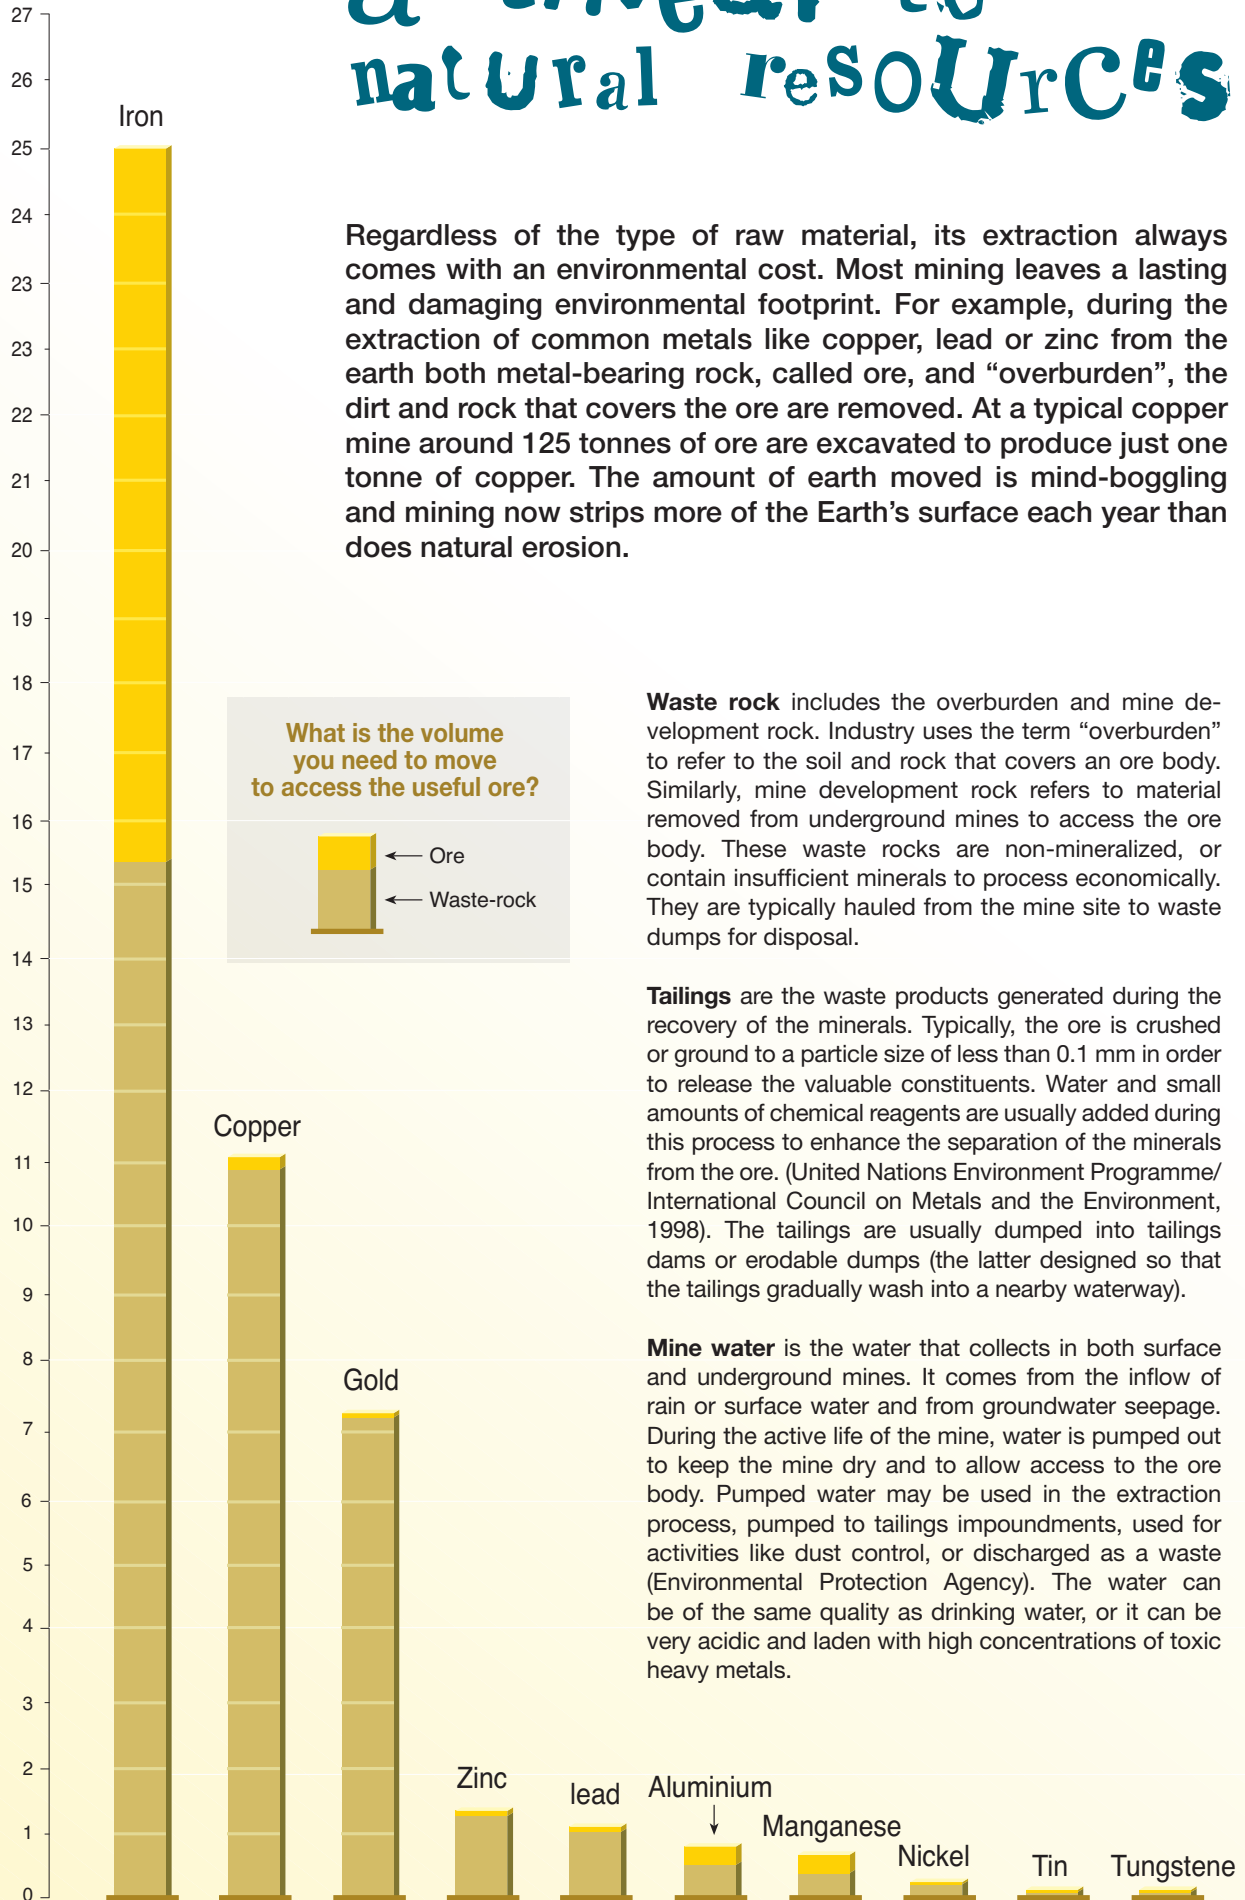 a threat to
natural resoUrCes
Regardless of the type of raw material, its extraction always
comes with an environmental cost. Most mining leaves a lasting
and damaging environmental footprint. For example, during the
extraction of common metals like copper, lead or zinc from the
earth both metal-bearing rock, called ore, and “overburden”, the
dirt and rock that covers the ore are removed. At a typical copper
mine around 125 tonnes of ore are excavated to produce just one
tonne of copper. The amount of earth moved is mind-boggling
and mining now strips more of the Earth’s surface each year than
does natural erosion.
27
26
25
24
23
23
22
21
20
19
18
17
16
15
14
13
12
11
10
9
8
7
6
5
4
3
2
1
0
Iron
Copper
Gold
Zinc
lead
Aluminium
Manganese
Nickel
Tin
Tungstene
What is the volume
you need to move
to access the useful ore?
Ore
Waste-rock
Waste rock includes the overburden and mine de-
velopment rock. Industry uses the term “overburden”
to refer to the soil and rock that covers an ore body.
Similarly, mine development rock refers to material
removed from underground mines to access the ore
body. These waste rocks are non-mineralized, or
contain insufficient minerals to process economically.
They are typically hauled from the mine site to waste
dumps for disposal.
Tailings are the waste products generated during the
recovery of the minerals. Typically, the ore is crushed
or ground to a particle size of less than 0.1 mm in order
to release the valuable constituents. Water and small
amounts of chemical reagents are usually added during
this process to enhance the separation of the minerals
from the ore. (United Nations Environment Programme/
International Council on Metals and the Environment,
1998). The tailings are usually dumped into tailings
dams or erodable dumps (the latter designed so that
the tailings gradually wash into a nearby waterway).
Mine water is the water that collects in both surface
and underground mines. It comes from the inflow of
rain or surface water and from groundwater seepage.
During the active life of the mine, water is pumped out
to keep the mine dry and to allow access to the ore
body. Pumped water may be used in the extraction
process, pumped to tailings impoundments, used for
activities like dust control, or discharged as a waste
(Environmental Protection Agency). The water can
be of the same quality as drinking water, or it can be
very acidic and laden with high concentrations of toxic
heavy metals.